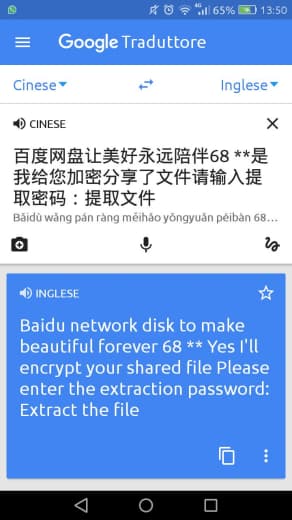 65% 13:50
Google Traduttore
Cinese Inglese
CINESE
百度网盘让美好永远陪伴68 **是
我给您加密分享了文件请输入提
取密码：提取文件
Bǎidù wǎng pán ràng měihǎo yǒngyuǎn péibàn 68...
INGLESE
Baidu network disk to make
beautiful forever 68 ** Yes I'll
encrypt your shared file Please
enter the extraction password:
Extract the file